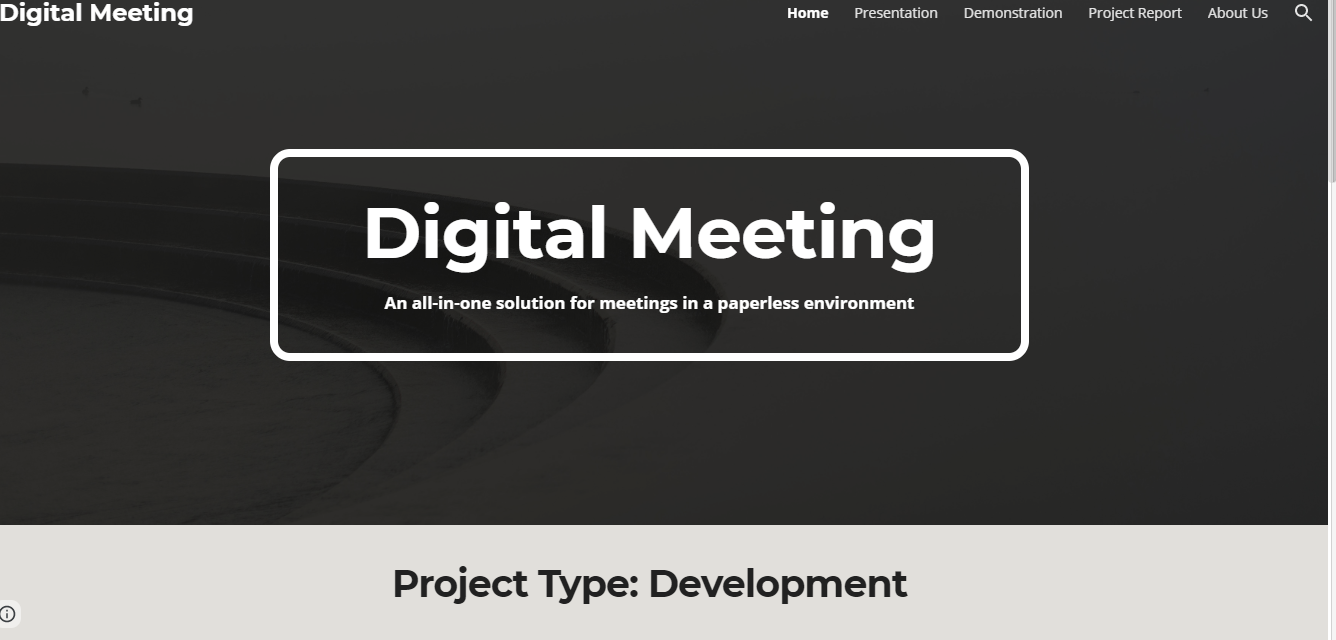 Digital Meeting
Home Presentation Demonstration Project Report About Us
Digital Meeting
An all-in-one solution for meetings in a paperless environment
Project Type: Development